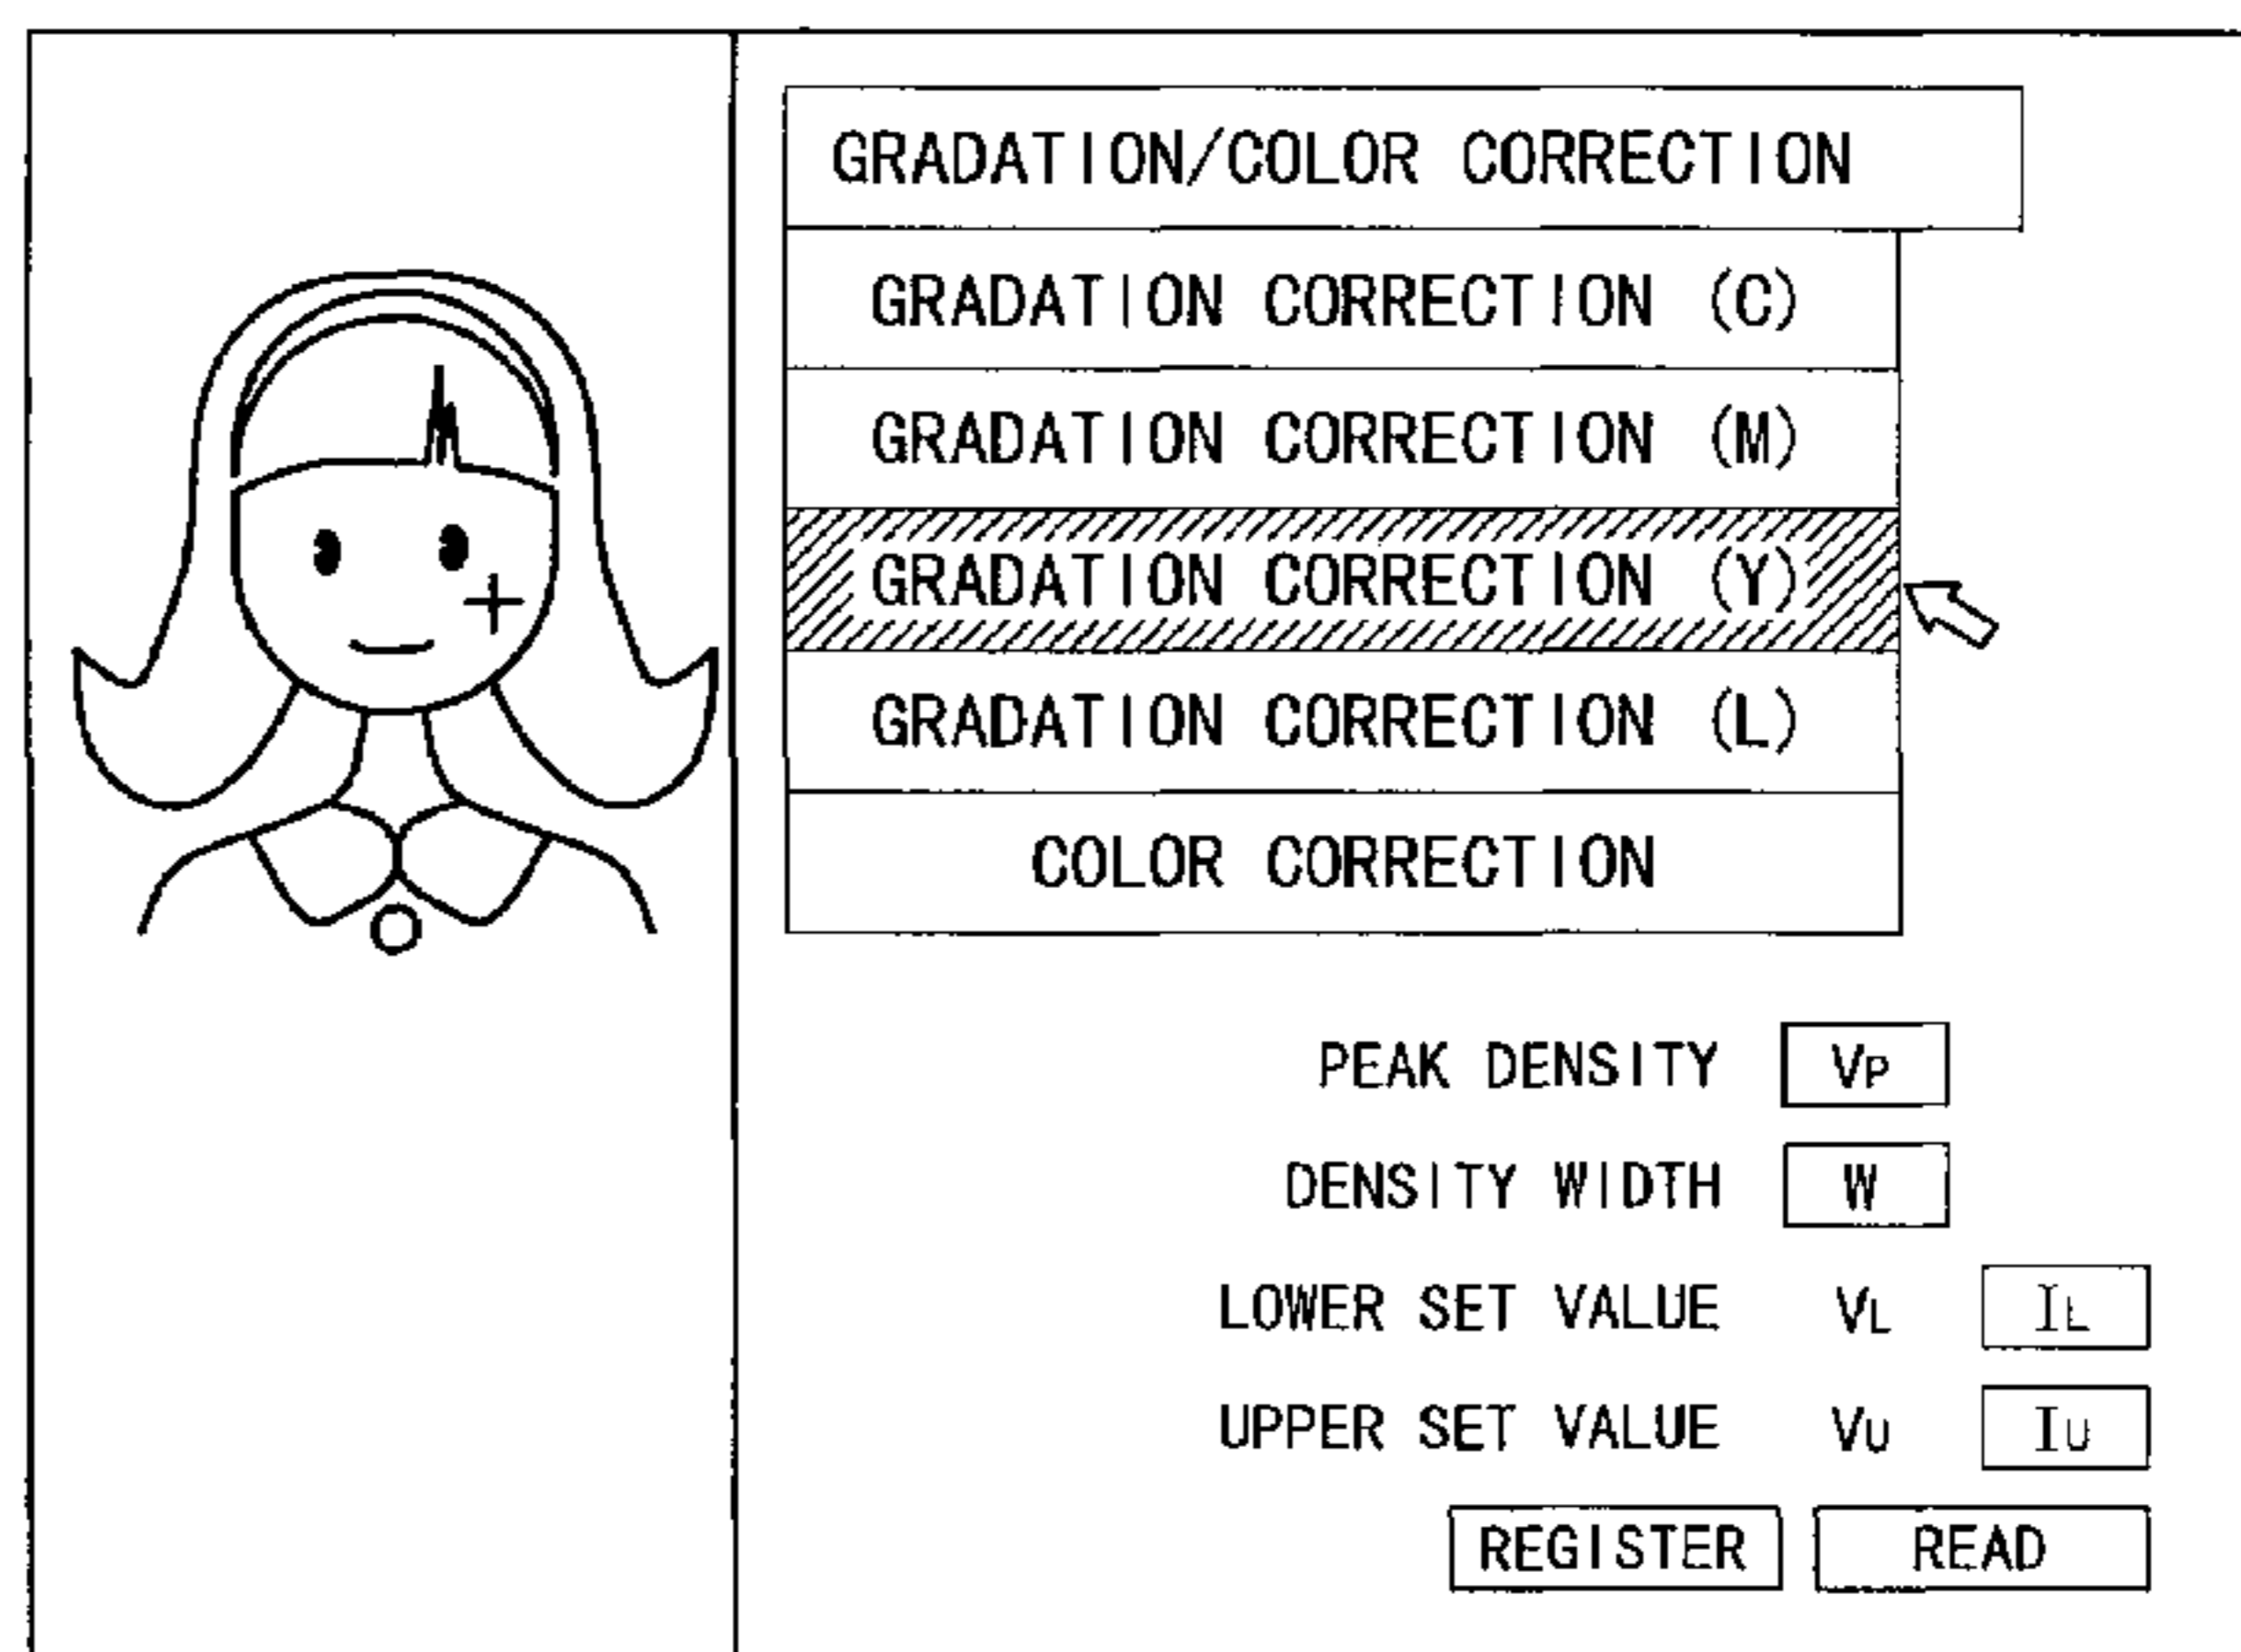 GRADATION/COLOR CORRECTION
GRADATION CORRECTION (C)
GRADATION CORRECTION (M)
GRADATION CORRECTION (Y)
GRADATION CORRECTION (L)
COLOR CORRECTION
PEAK DENSITY VP
DENSITY WIDTH W
LOWER SET VALUE VL IL
UPPER SET VALUE VU IU
REGISTER READ